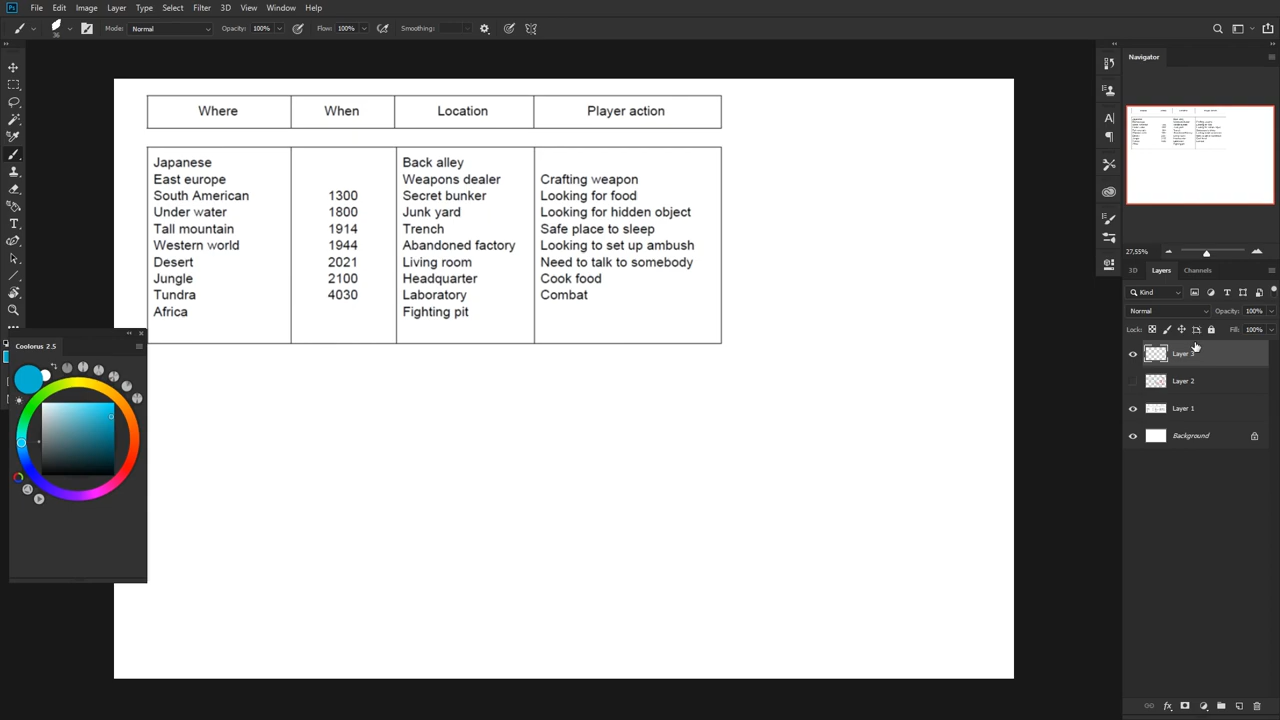 File Edit Image Layer Type Select Filter 3D View Window Help
Mode: Normal Opacity: 100% Flow: 100% Smoothing:
Navigator
27,55%
3D Layers Channels
Kind
Normal Opacity: 100%
Lock: Fill: 100%
Layer 3
Layer 2
Layer 1
Background
Coolorus 2.5
Where When Location Player action
Japanese Back alley
East europe Weapons dealer Crafting weapon
South American 1300 Secret bunker Looking for food
Under water 1800 Junk yard Looking for hidden object
Tall mountain 1914 Trench Safe place to sleep
Western world 1944 Abandoned factory Looking to set up ambush
Desert 2021 Living room Need to talk to somebody
Jungle 2100 Headquarter Cook food
Tundra 4030 Laboratory Combat
Africa Fighting pit